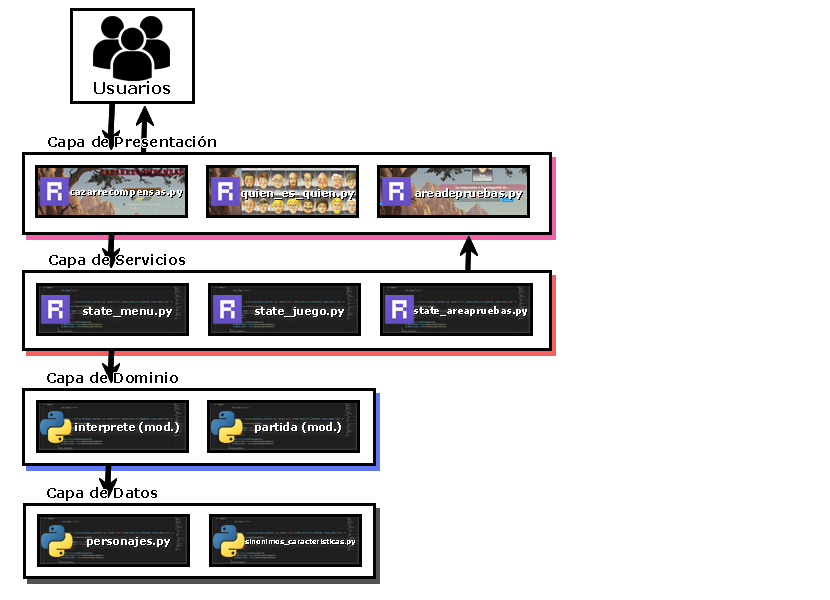 Usuarios
Capa de Presentación
cazarrecompensas.py
quien_es_quien.py
areadepruebas.py
Capa de Servicios
state_menu.py
state_juego.py
state_areapruebas.py
Capa de Dominio
interprete (mod.)
partida (mod.)
Capa de Datos
personajes.py
sinonimos_caracteristicas.py